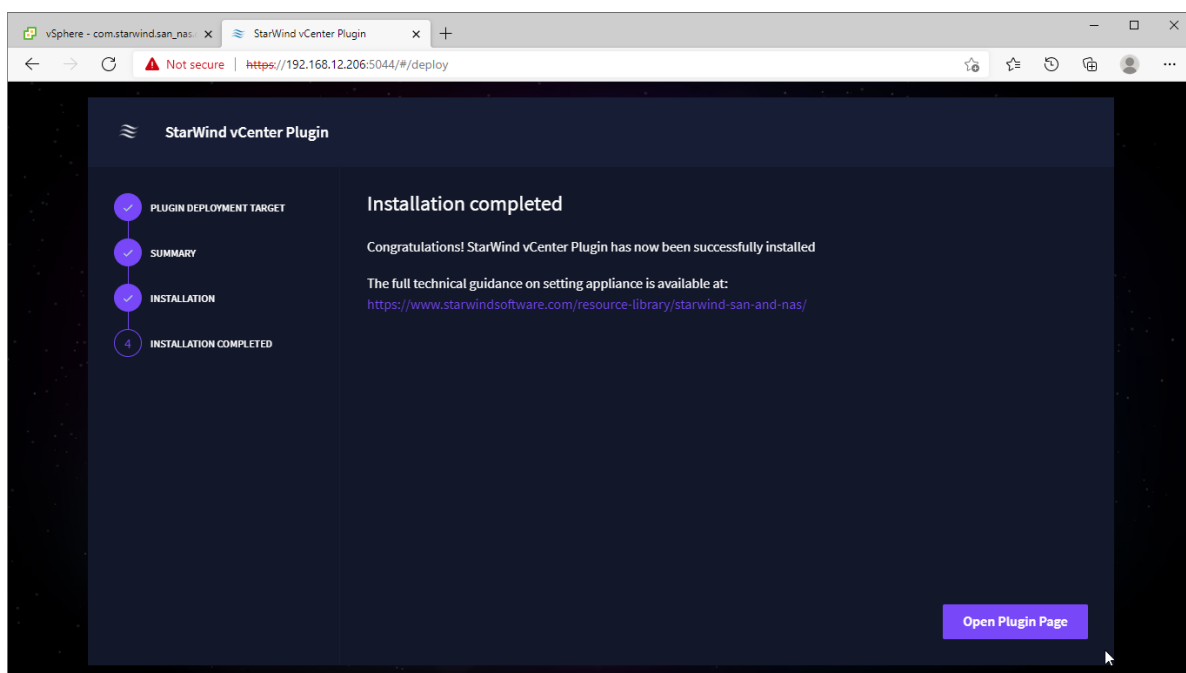 vSphere - com.starwind.san_nas.
StarWind vCenter Plugin
Not secure
https://192.168.12.206:5044/#/deploy
StarWind vCenter Plugin
PLUGIN DEPLOYMENT TARGET
SUMMARY
INSTALLATION
4 INSTALLATION COMPLETED
Installation completed
Congratulations! StarWind vCenter Plugin has now been successfully installed
The full technical guidance on setting appliance is available at:
https://www.starwindsoftware.com/resource-library/starwind-san-and-nas/
Open Plugin Page